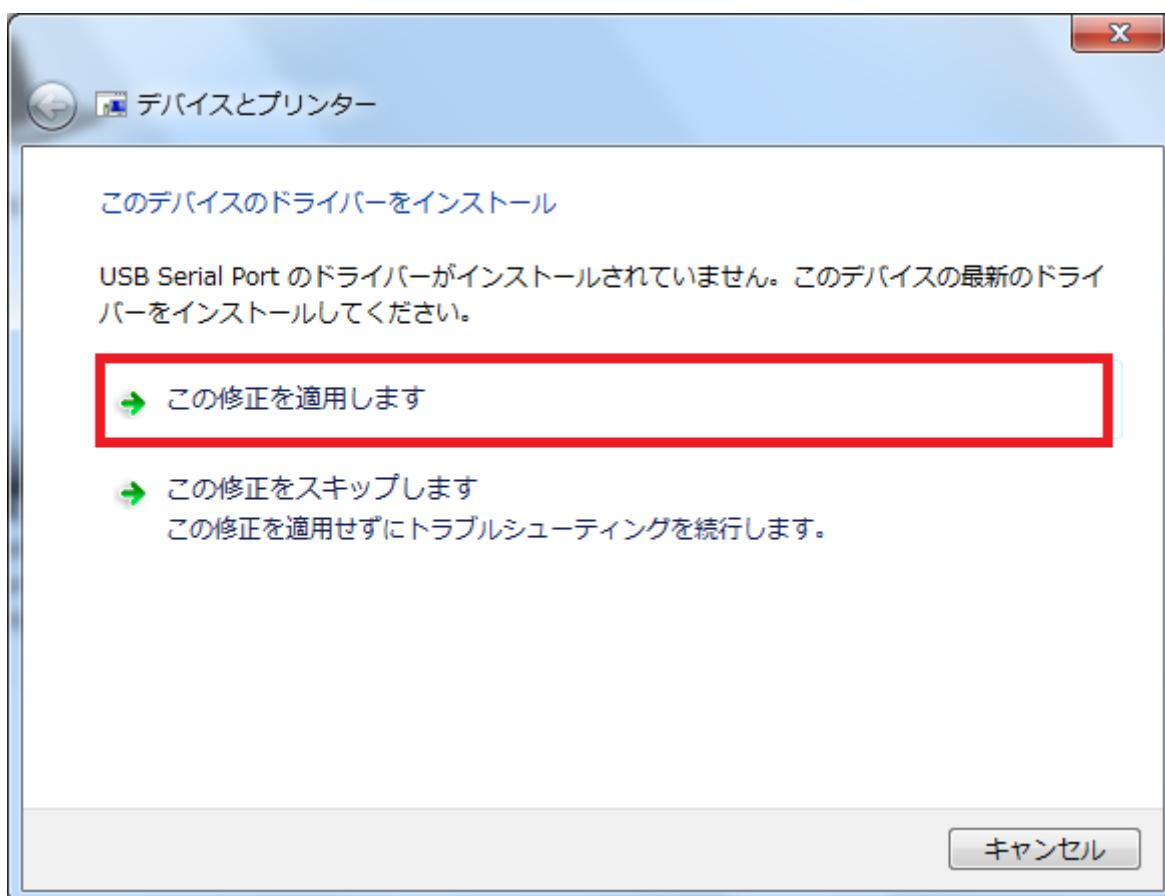 デバイスとプリンター
このデバイスのドライバーをインストール
USB Serial Port のドライバーがインストールされていません。このデバイスの最新のドライ
バーをインストールしてください。
この修正を適用します
この修正をスキップします
この修正を適用せずにトラブルシューティングを続行します。
キャンセル